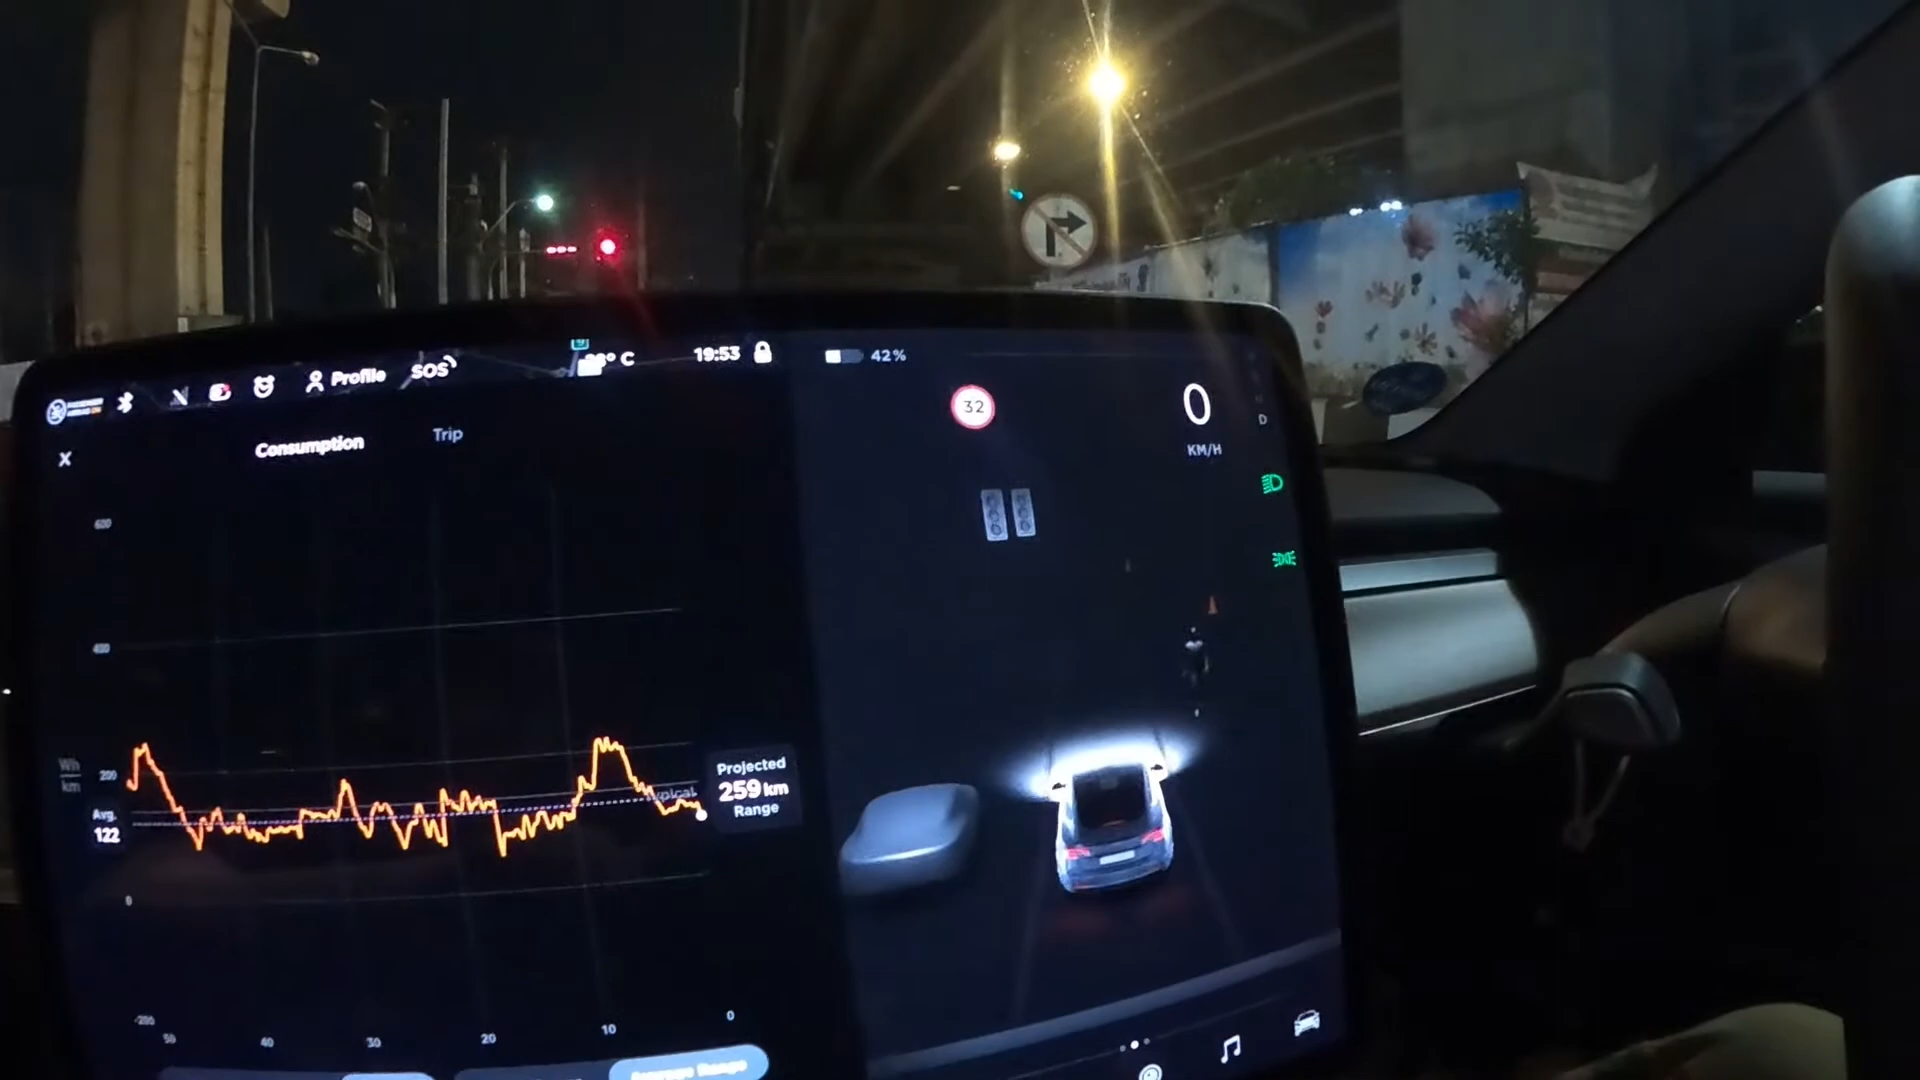 Profile
SOS
° C
19:53
42%
32
0
KM/H
D
X
Consumption
Trip
600
400
Wh
km
200
Avg.
122
Projected
259 km
Range
0
-200
50
40
30
20
10
0